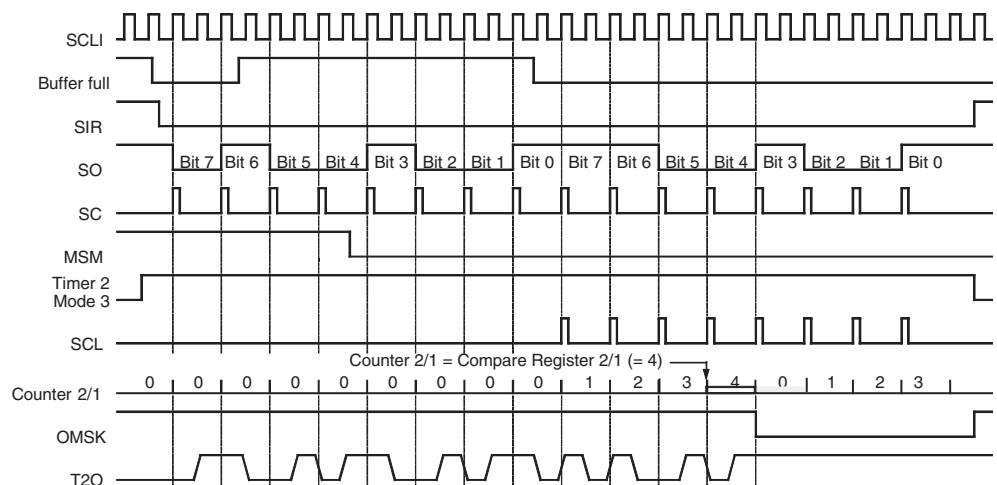 SCLI
Buffer full
SIR
SO
Bit 7 Bit 6 Bit 5 Bit 4 Bit 3 Bit 2 Bit 1 Bit 0 Bit 7 Bit 6 Bit 5 Bit 4 Bit 3 Bit 2 Bit 1 Bit 0
SC
MSM
Timer 2
Mode 3
SCL
Counter 2/1 = Compare Register 2/1 (= 4)
0 0 0 0 0 0 0 0 0 1 2 3 4 0 1 2 3
Counter 2/1
OMSK
T2O